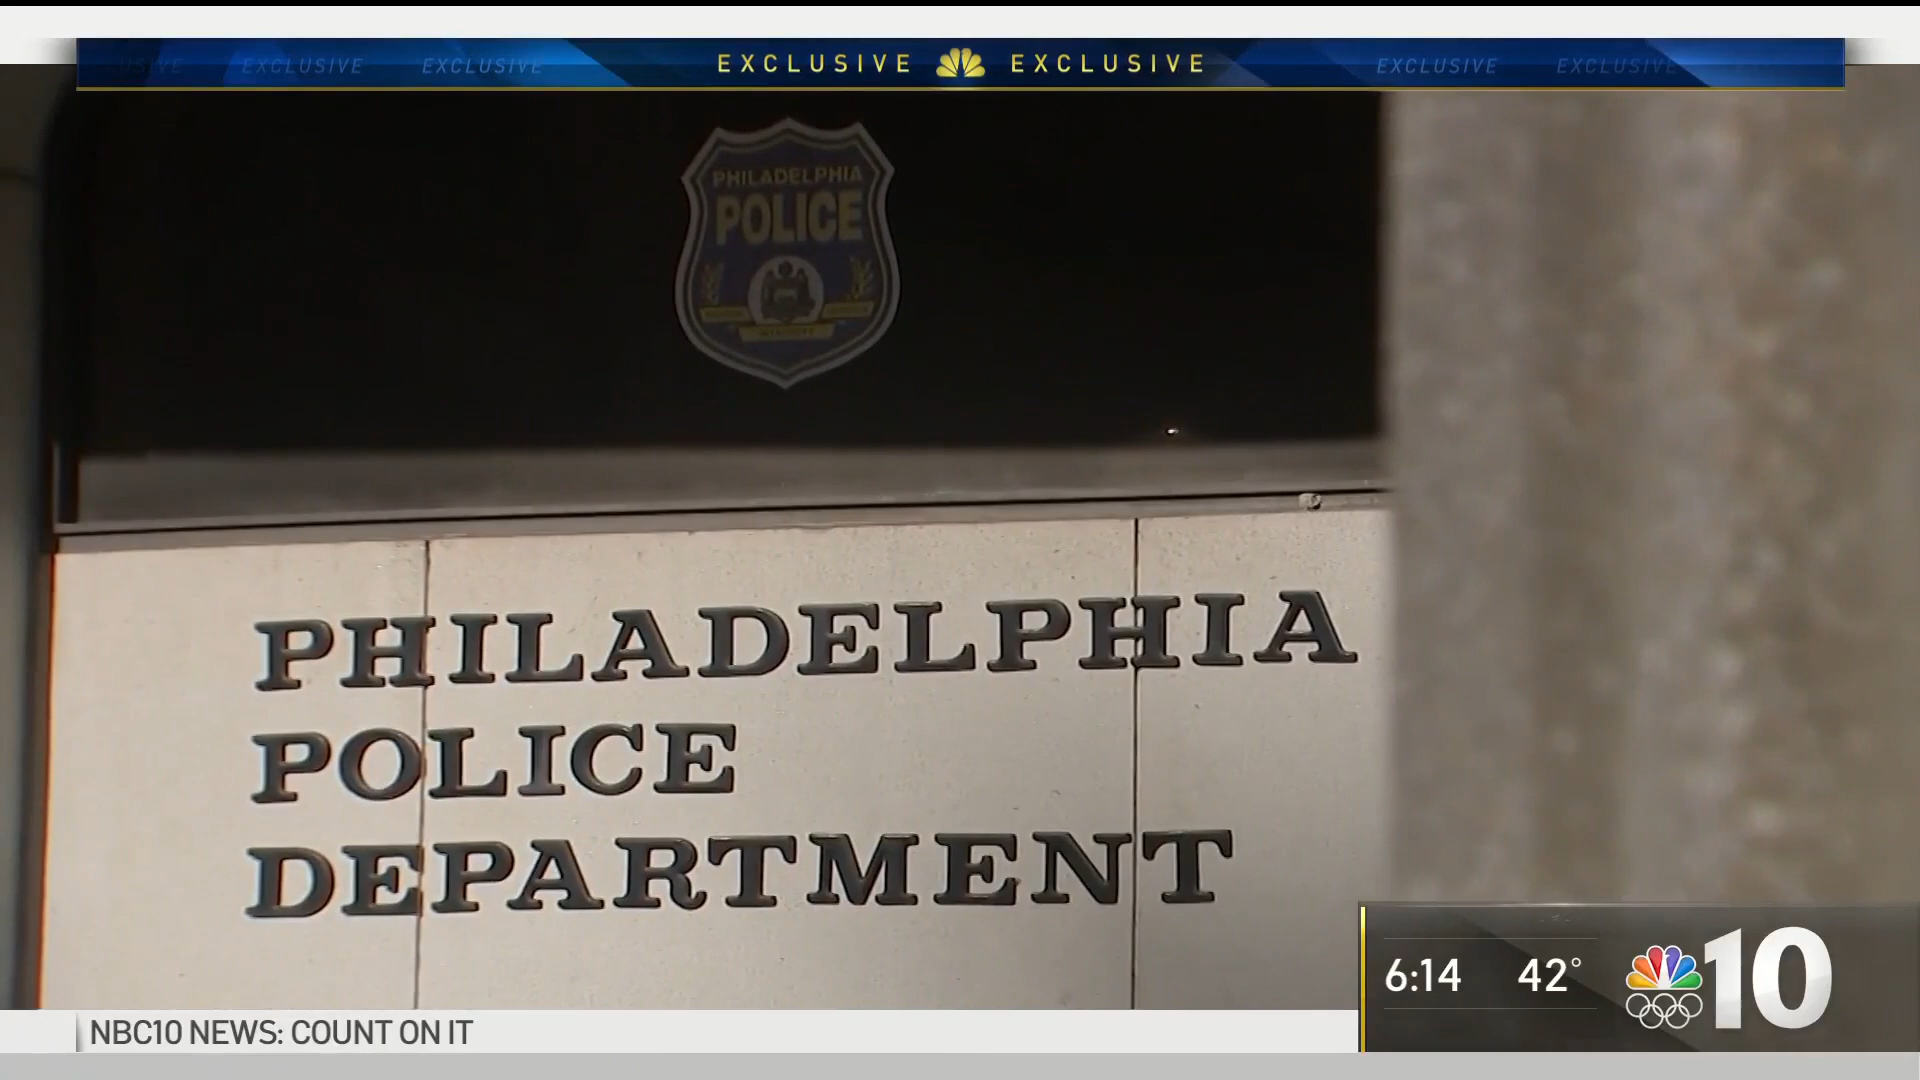 USIVE EXCLUSIVE EXCLUSIVE EXCLUSIVE EXCLUSIVE EXCLUSIVE EXCLUSIVE
PHILADELPHIA
POLICE
PHILADELPHIA
POLICE
DEPARTMENT
6:14 42° 10
NBC10 NEWS: COUNT ON IT